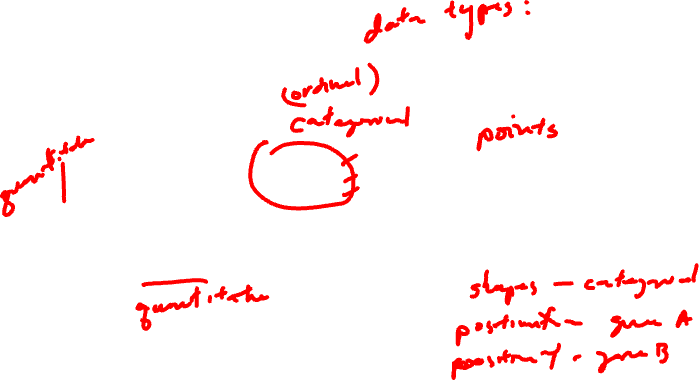 data types:
(ordinal)
categorical
quantitative
points
quantitative
shapes - categorical
position x - gene A
position y - gene B